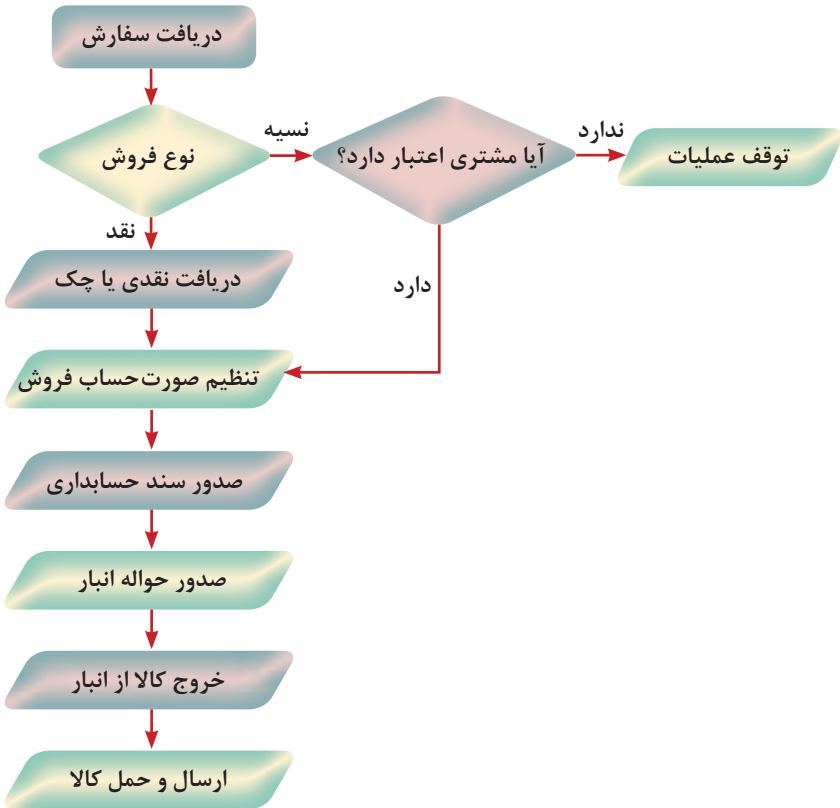 دریافت سفارش
نوع فروش
نسیه
آیا مشتری اعتبار دارد؟
ندارد
توقف عملیات
نقد
دارد
دریافت نقدی یا چک
تنظیم صورت‌حساب فروش
صدور سند حسابداری
صدور حواله انبار
خروج کالا از انبار
ارسال و حمل کالا